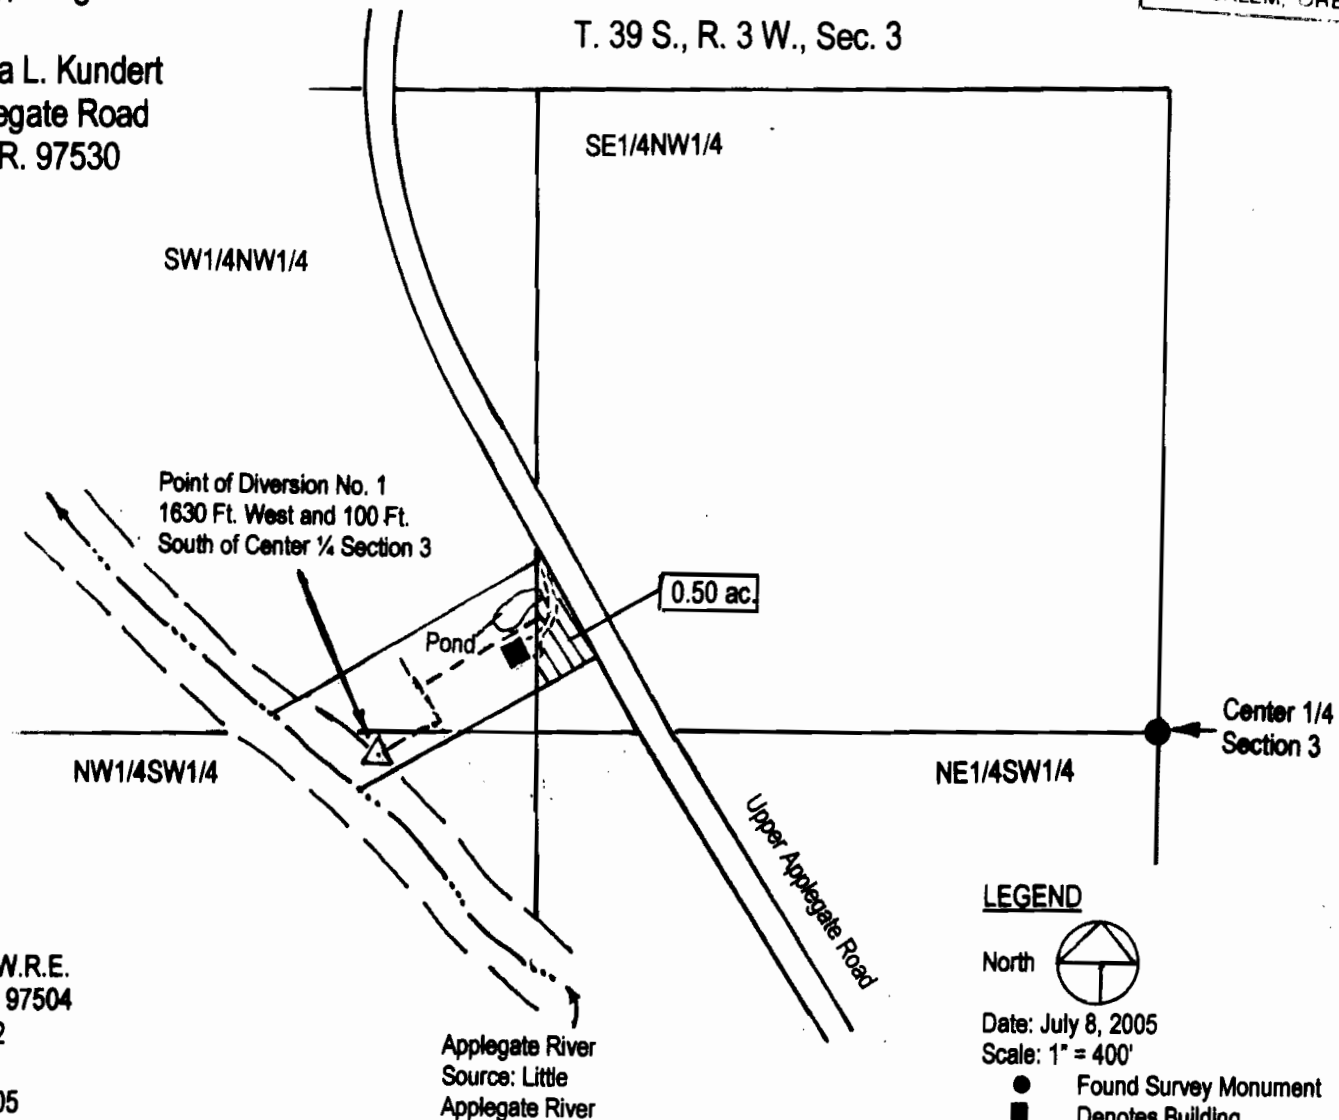 T. 39 S., R. 3 W., Sec. 3
a L. Kundert
egate Road
R. 97530
SE1/4NW1/4
SW1/4NW1/4
Point of Diversion No. 1
1630 Ft. West and 100 Ft.
South of Center ¼ Section 3
0.50 ac.
Pond
Center 1/4
Section 3
NW1/4SW1/4
NE1/4SW1/4
Upper Applegate Road
LEGEND
North
Date: July 8, 2005
Scale: 1" = 400'
Found Survey Monument
Denotes Building
W.R.E.
97504
2
05
Applegate River
Source: Little
Applegate River